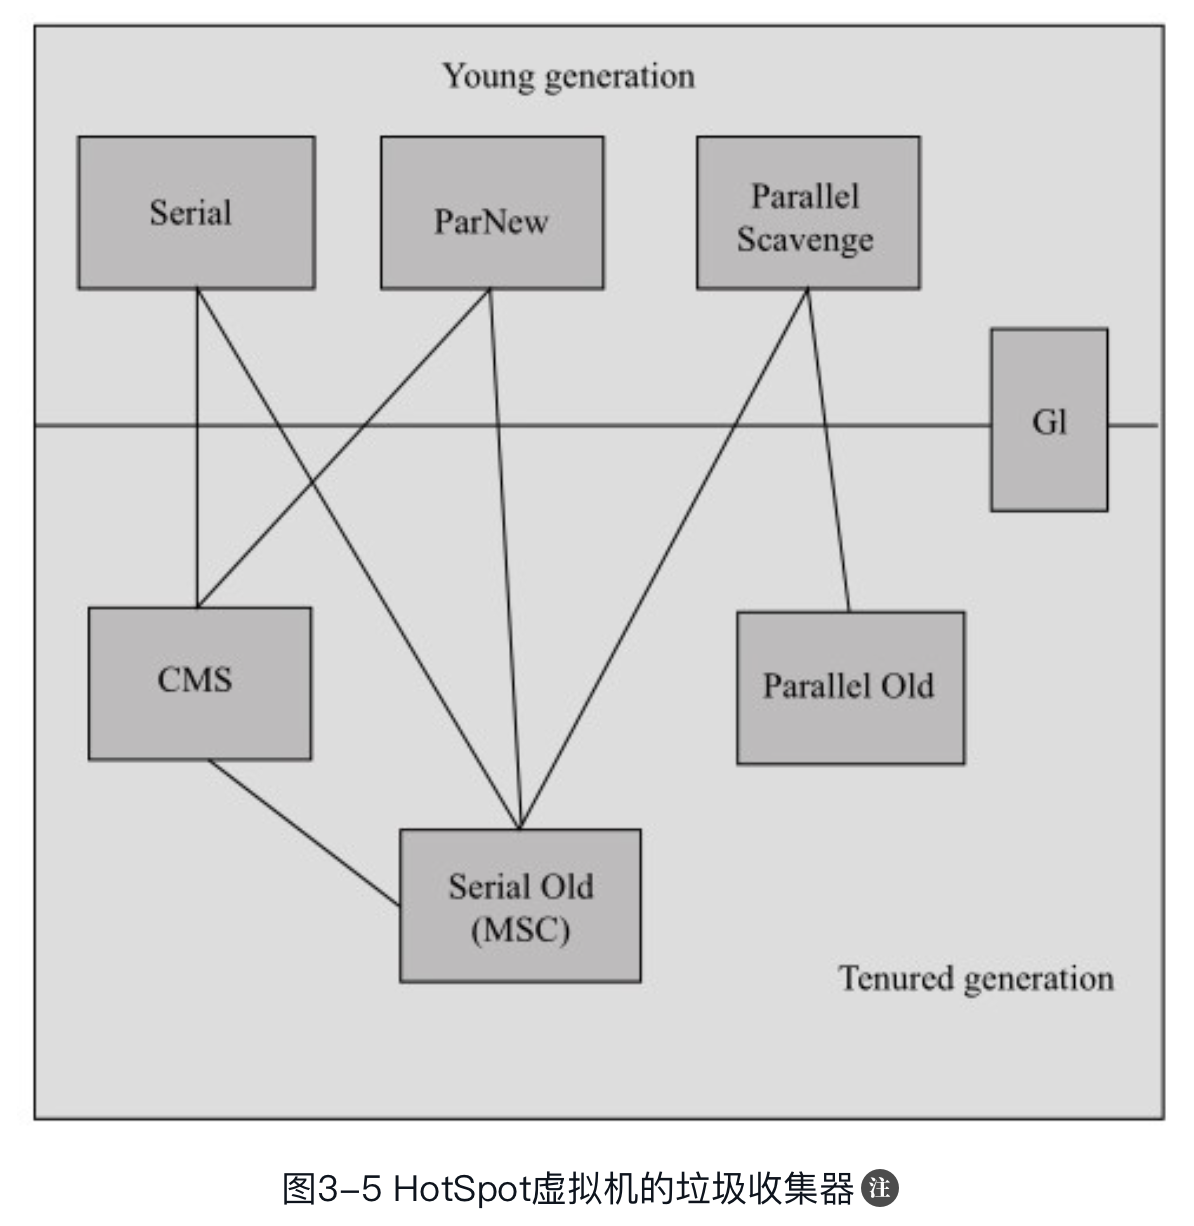 Young generation
Serial
ParNew
Parallel
Scavenge
Gl
CMS
Parallel Old
Serial Old
(MSC)
Tenured generation
图3-5 HotSpot虚拟机的垃圾收集器 注